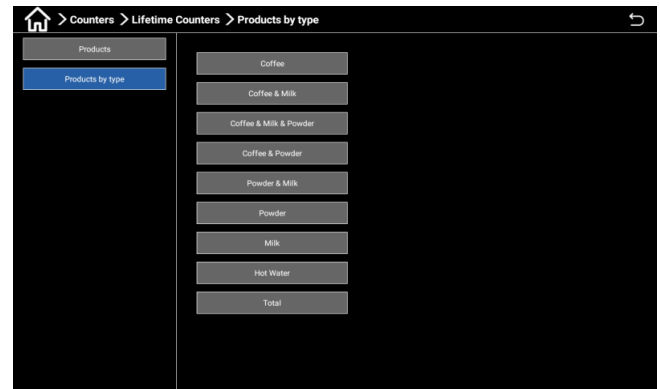 Counters > Lifetime Counters > Products by type
Products
Products by type
Coffee
Coffee & Milk
Coffee & Milk & Powder
Coffee & Powder
Powder & Milk
Powder
Milk
Hot Water
Total